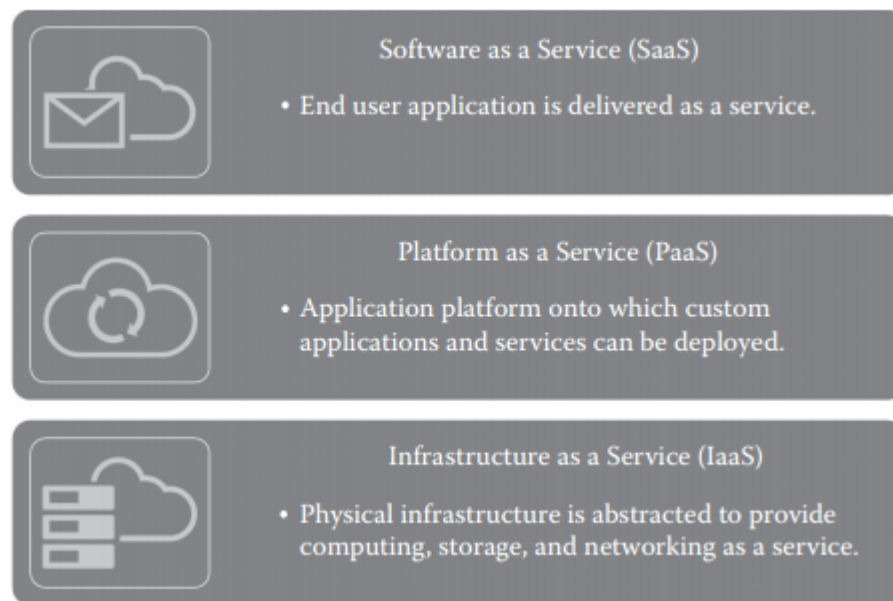 Software as a Service (SaaS)
• End user application is delivered as a service.
Platform as a Service (PaaS)
• Application platform onto which custom
applications and services can be deployed.
Infrastructure as a Service (IaaS)
• Physical infrastructure is abstracted to provide
computing, storage, and networking as a service.